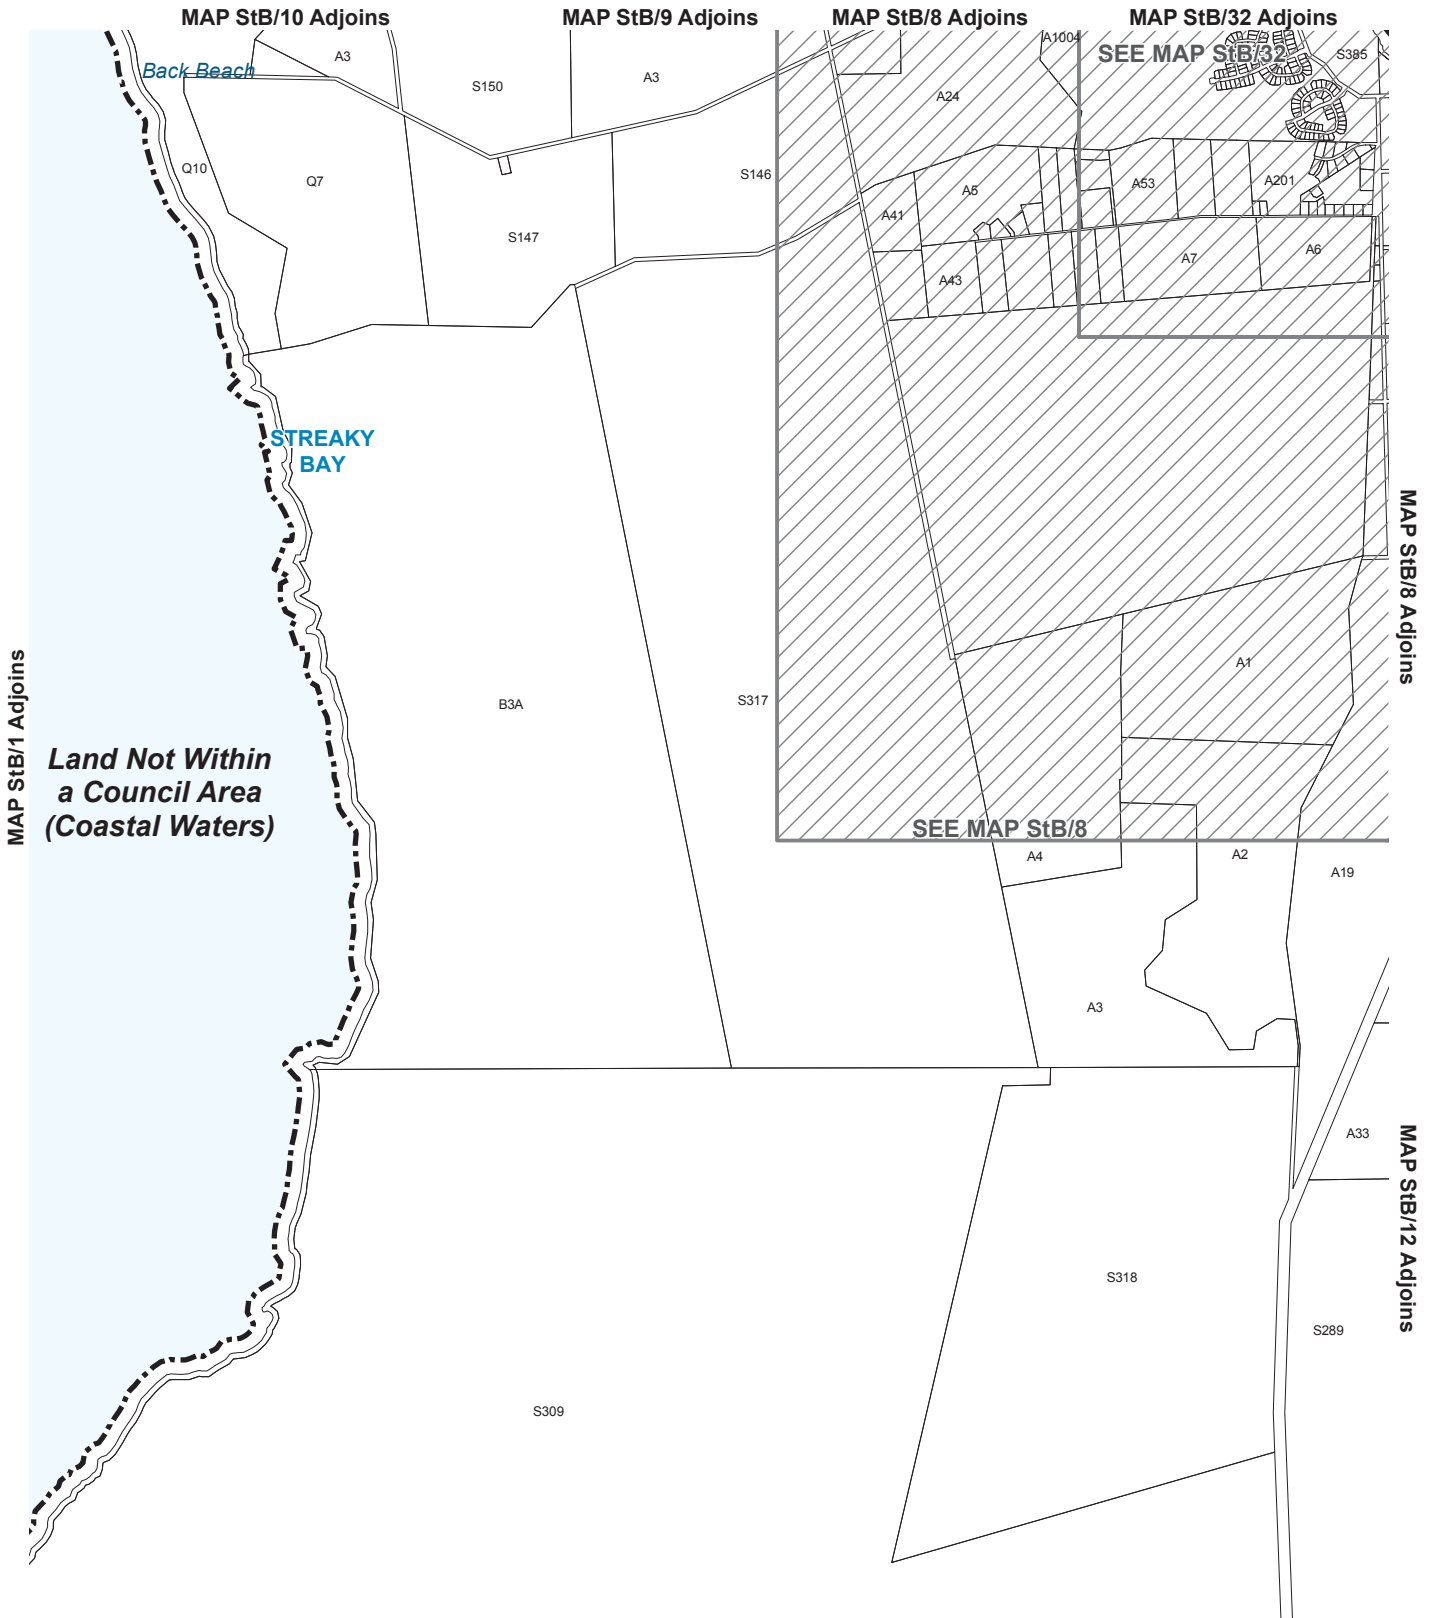 MAP StB/10 Adjoins
MAP StB/9 Adjoins
MAP StB/8 Adjoins
MAP StB/32 Adjoins
A1004
SEE MAP StB/32
S385
A3
Back Beach
S150
A3
A24
Q10
Q7
S146
A5
A53
A201
A41
S147
A7
A6
A43
STREAKY
BAY
MAP StB/8 Adjoins
A1
MAP StB/1 Adjoins
B3A
S317
Land Not Within
a Council Area
(Coastal Waters)
SEE MAP StB/8
A4
A2
A19
A3
A33
MAP StB/12 Adjoins
S318
S289
S309